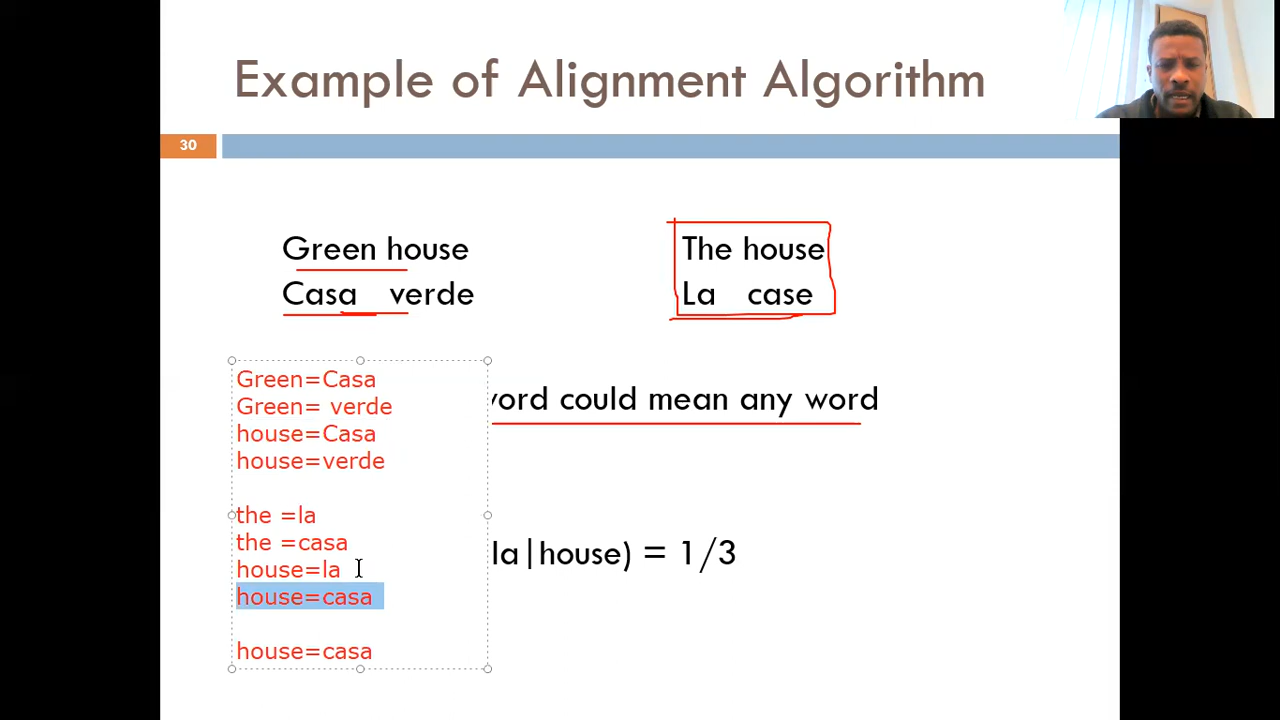 Example of Alignment Algorithm
30
Green house
Casa verde
The house
La case
Green=Casa
Green= verde
house=Casa
house=verde
word could mean any word
the =la
the =casa
house=la
la|house) = 1/3
house=casa
house=casa